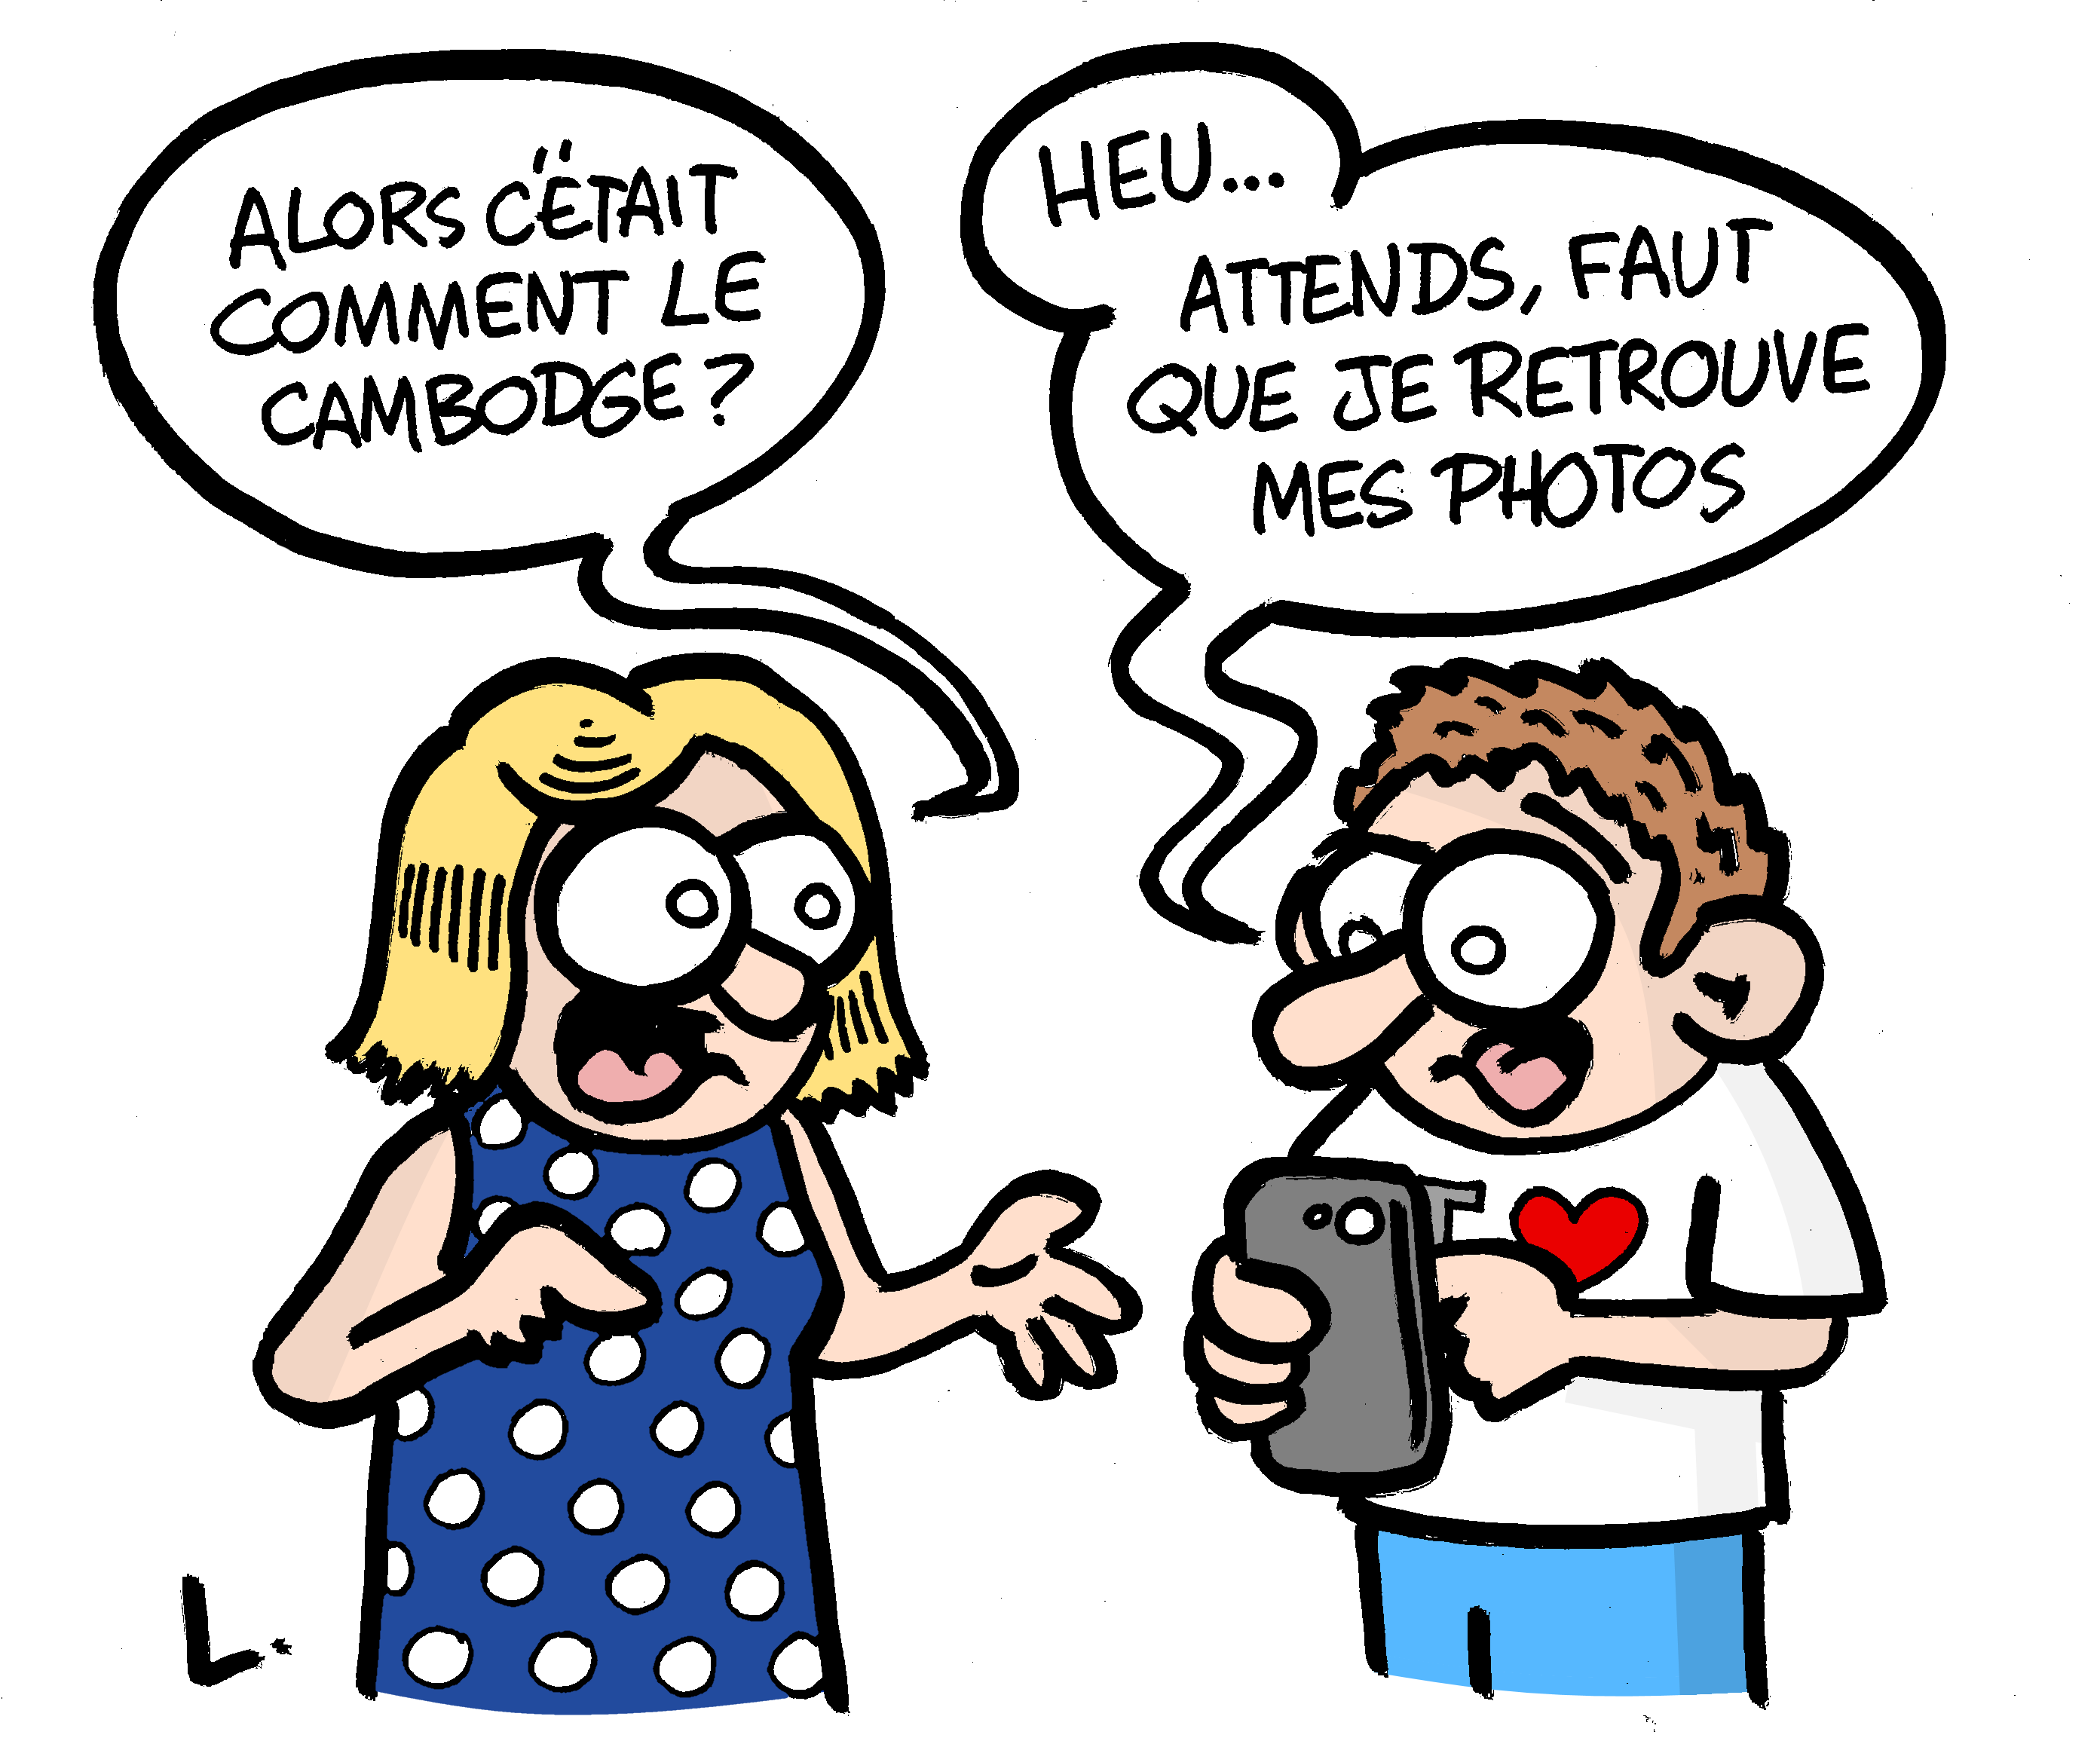 ALORS C'ÉTAIT
COMMENT LE
CAMBODGE ?
HEU...
ATTENDS, FAUT
QUE JE RETROUVE
MES PHOTOS
L.